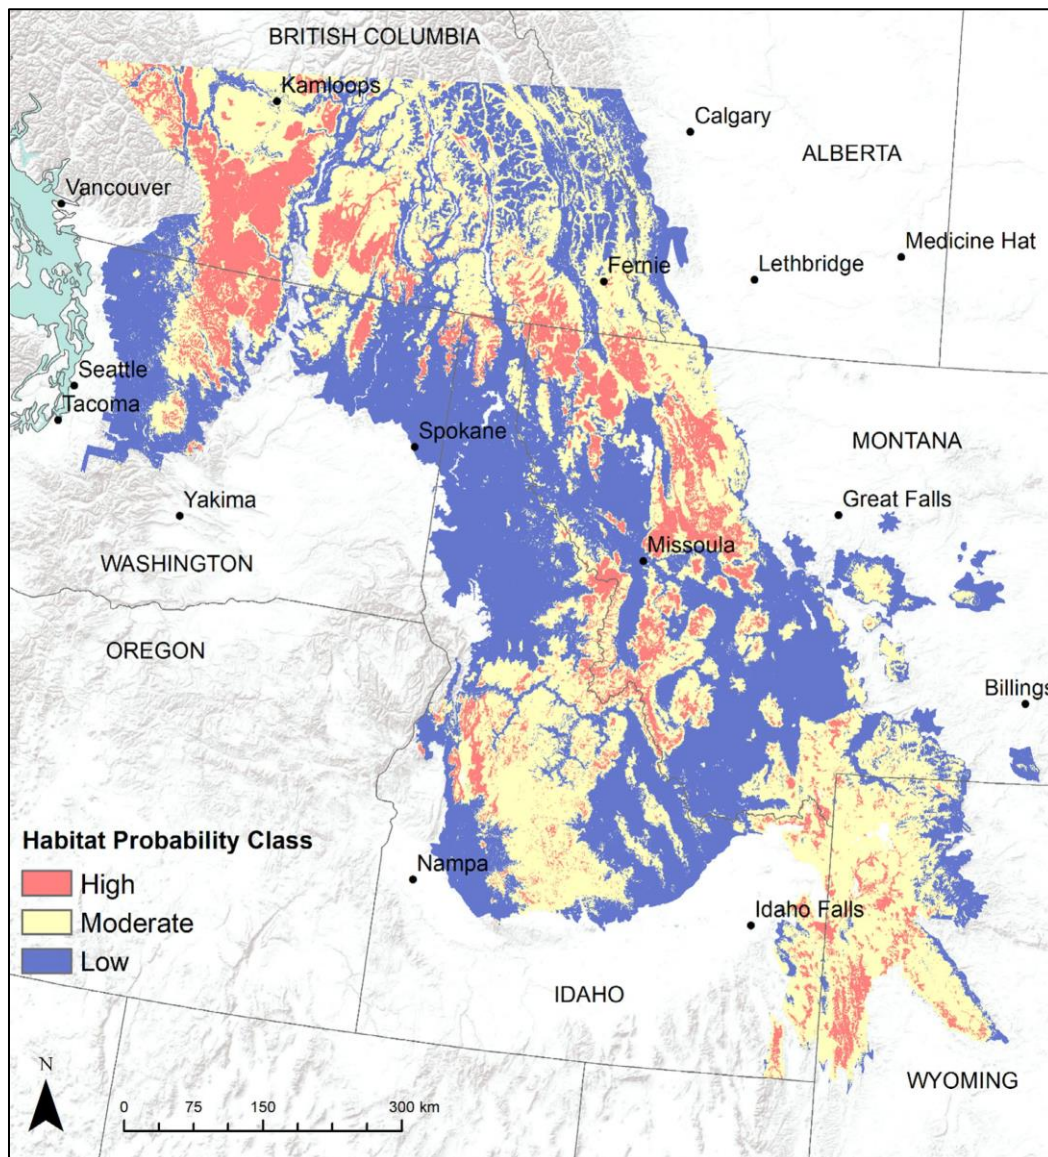 BRITISH COLUMBIA
Kamloops
Calgary
ALBERTA
Vancouver
Medicine Hat
Fernie
Lethbridge
Seattle
Tacoma
Spokane
MONTANA
Yakima
Great Falls
Missoula
WASHINGTON
OREGON
Billings
Habitat Probability Class
High
Moderate
Low
Nampa
Idaho Falls
IDAHO
WYOMING
N
0 75 150 300 km